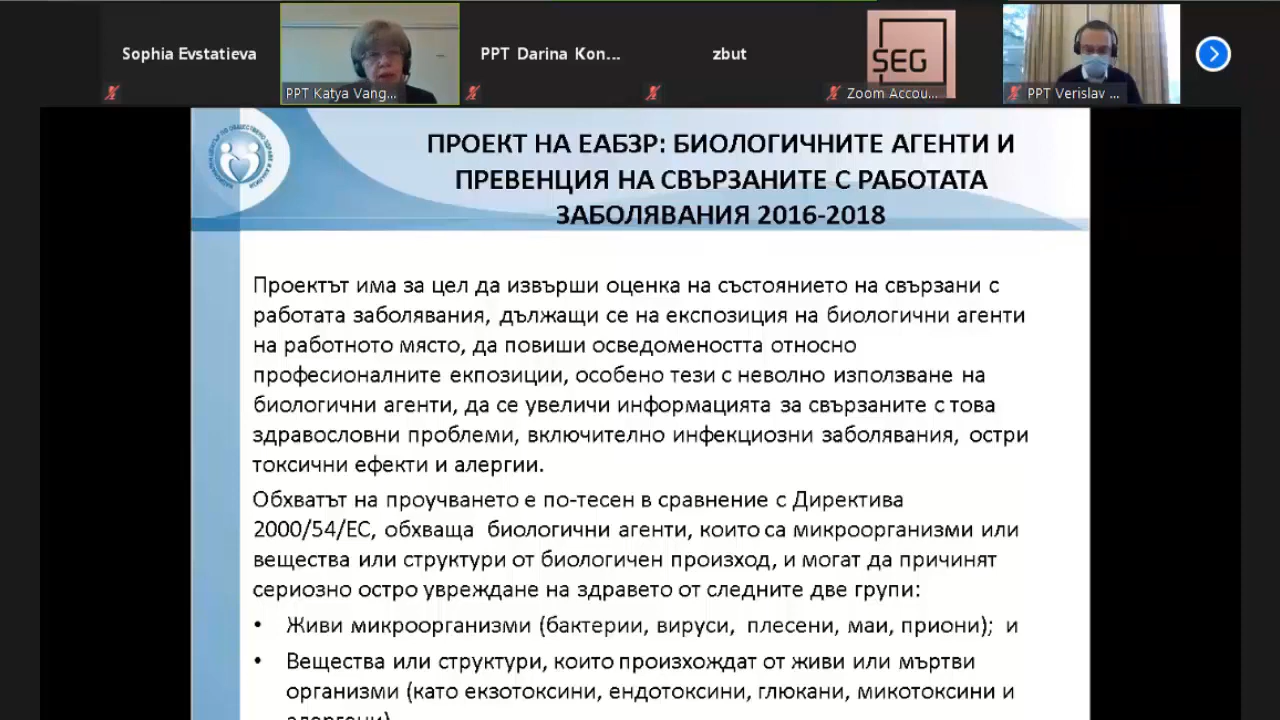 Sophia Evstatieva
PPT Katya Vang...
PPT Darina Kon...
zbut
SEG
Zoom Accou...
PPT Verislav ...
ПРОЕКТ НА ЕАБЗР: БИОЛОГИЧНИТЕ АГЕНТИ И
ПРЕВЕНЦИЯ НА СВЪРЗАНИТЕ С РАБОТАТА
ЗАБОЛЯВАНИЯ 2016-2018
Проектът има за цел да извърши оценка на състоянието на свързани с
работата заболявания, дължащи се на експозиция на биологични агенти
на работното място, да повиши осведомеността относно
професионалните екпозиции, особено тези с неволно използване на
биологични агенти, да се увеличи информацията за свързаните с това
здравословни проблеми, включително инфекциозни заболявания, остри
токсични ефекти и алергии.
Обхватът на проучването е по-тесен в сравнение с Директива
2000/54/ЕС, обхваща биологични агенти, които са микроорганизми или
вещества или структури от биологичен произход, и могат да причинят
сериозно остро увреждане на здравето от следните две групи:
• Живи микроорганизми (бактерии, вируси, плесени, маи, приони); и
• Вещества или структури, които произхождат от живи или мъртви
организми (като екзотоксини, ендотоксини, глюкани, микотоксини и